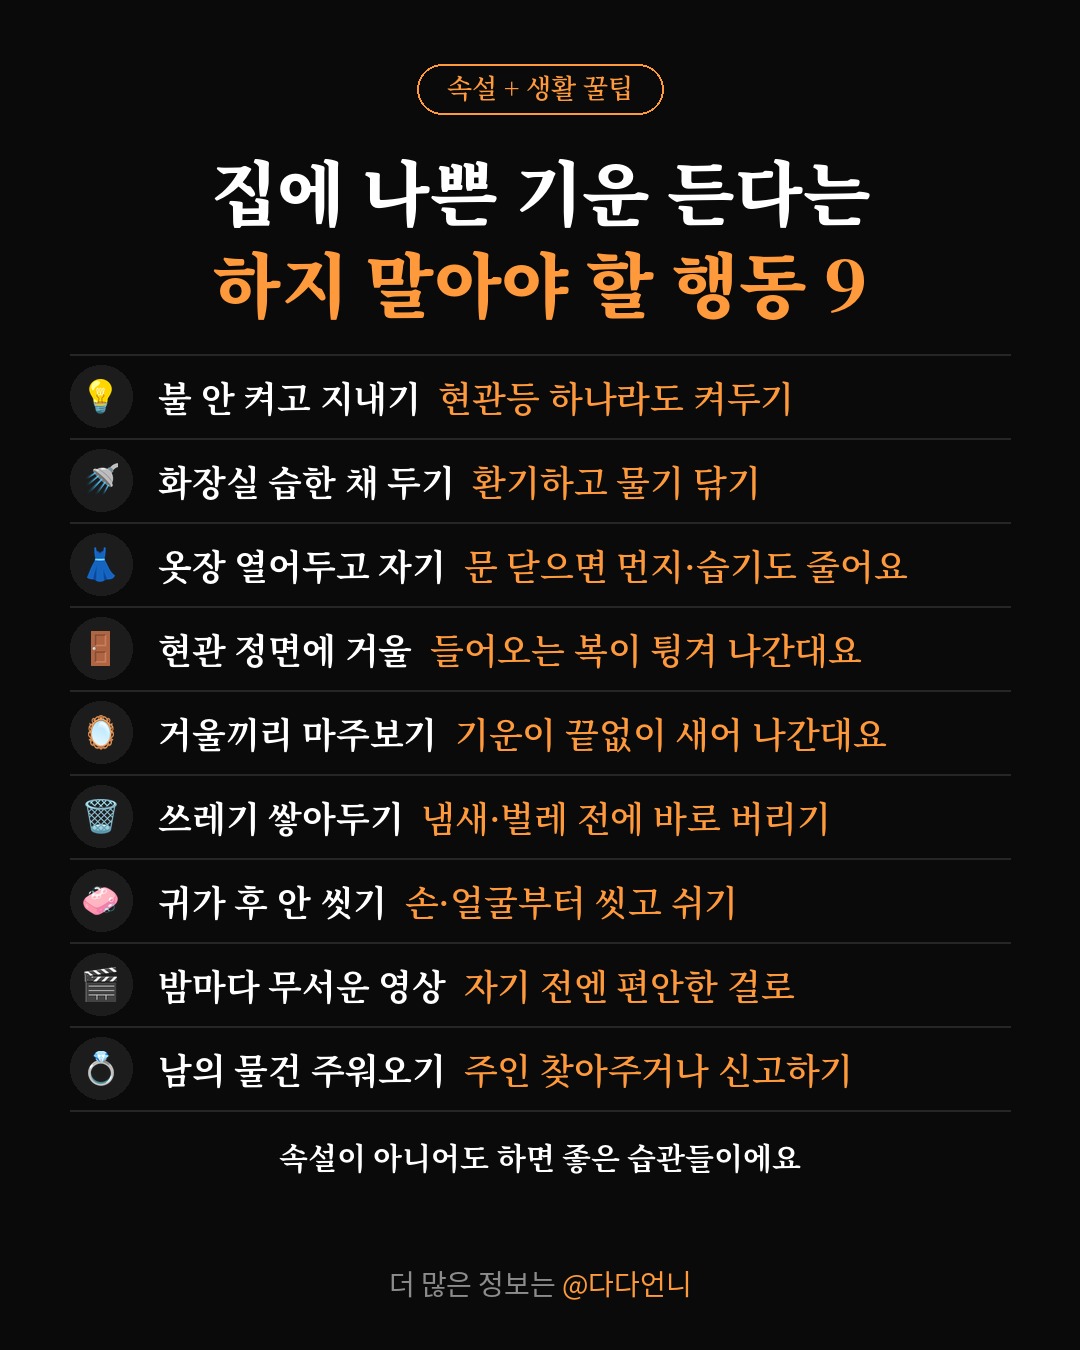 속설 + 생활 꿀팁
집에 나쁜 기운 든다는
하지 말아야 할 행동 9
불 안 켜고 지내기 현관등 하나라도 켜두기
화장실 습한 채 두기 환기하고 물기 닦기
옷장 열어두고 자기 문 닫으면 먼지·습기도 줄어요
현관 정면에 거울 들어오는 복이 튕겨 나간대요
거울끼리 마주보기 기운이 끝없이 새어 나간대요
쓰레기 쌓아두기 냄새·벌레 전에 바로 버리기
귀가 후 안 씻기 손·얼굴부터 씻고 쉬기
밤마다 무서운 영상 자기 전엔 편안한 걸로
남의 물건 주워오기 주인 찾아주거나 신고하기
속설이 아니어도 하면 좋은 습관들이에요
더 많은 정보는 @다다언니